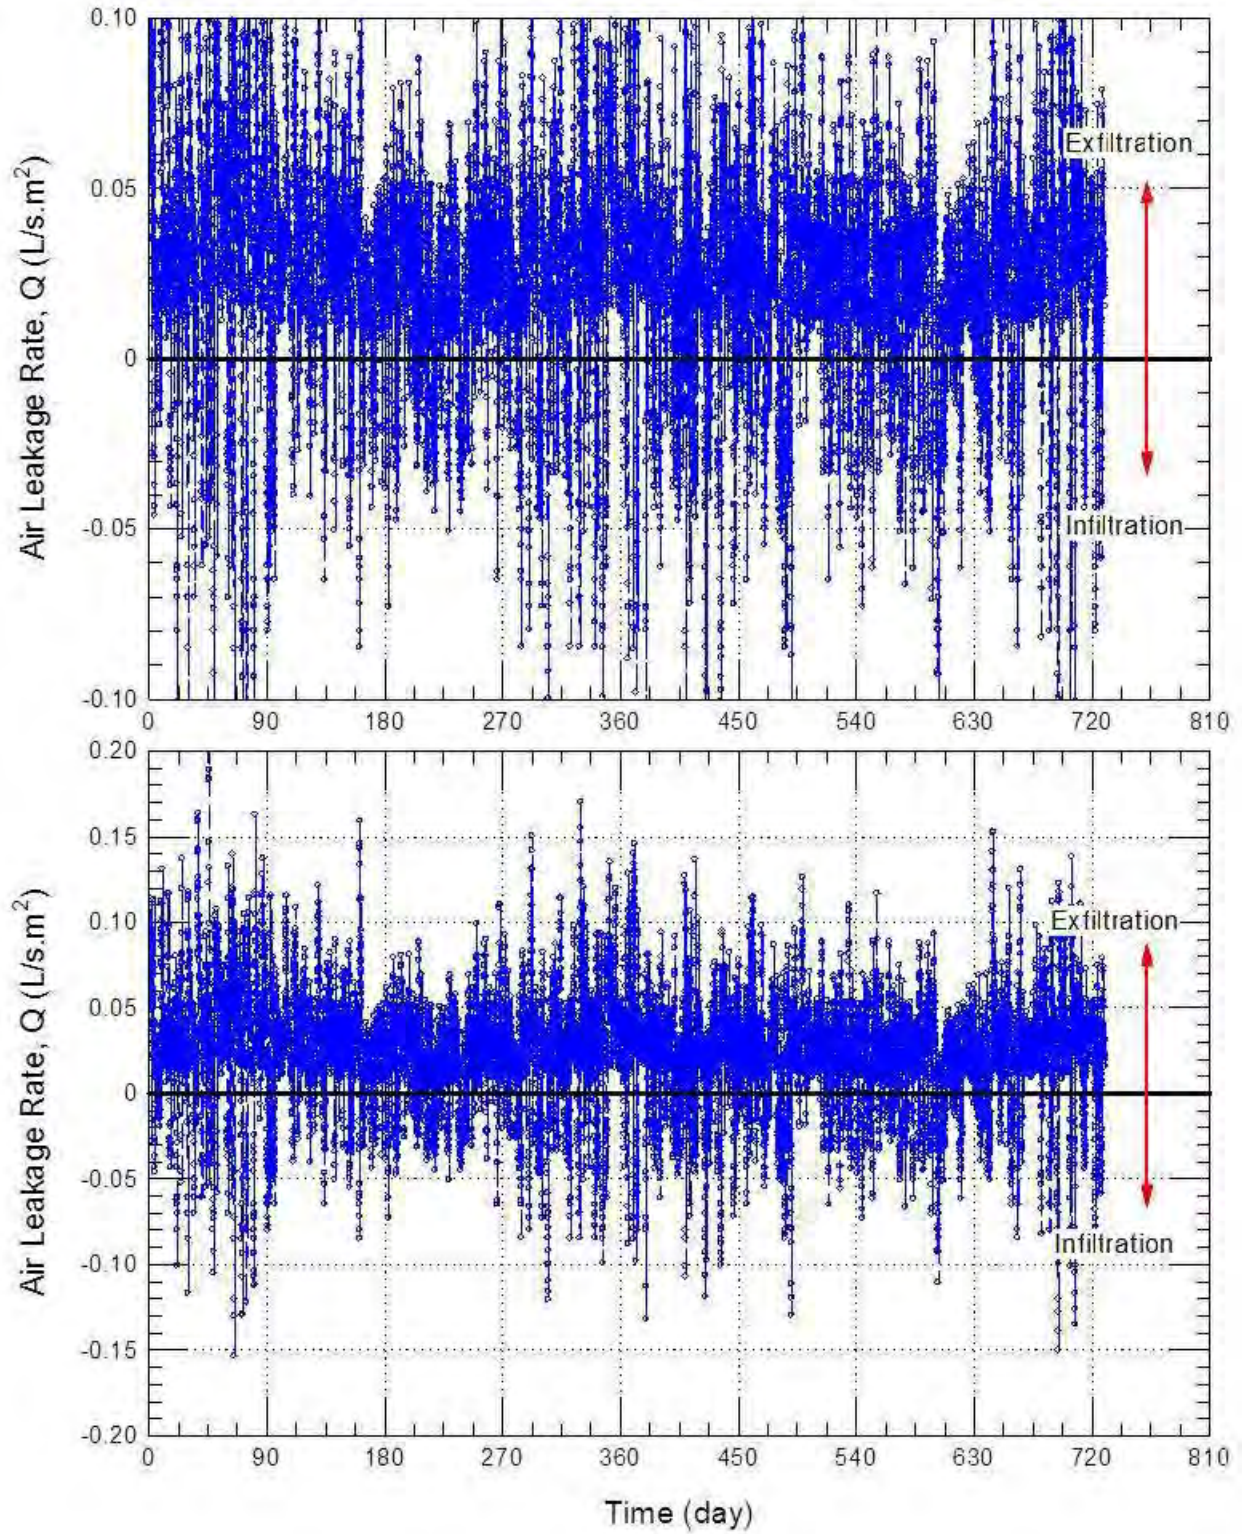 0.10
Exfiltration
0.05
Air Leakage Rate, Q (L/s.m²)
0
-0.05
Infiltration
-0.10
0 90 180 270 360 450 540 630 720 810
0.20
0.15
0.10
Exfiltration
0.05
Air Leakage Rate, Q (L/s.m²)
0
-0.05
Infiltration
-0.10
-0.15
-0.20
0 90 180 270 360 450 540 630 720 810
Time (day)